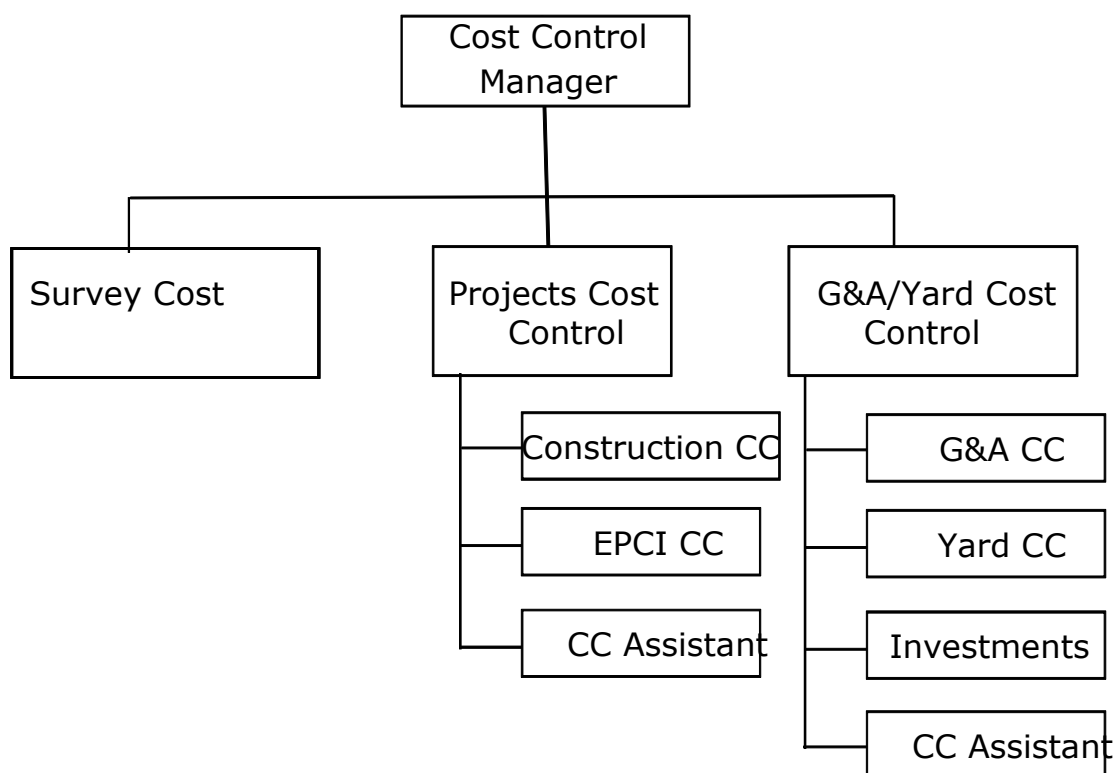 Cost Control
Manager
Survey Cost
Projects Cost
Control
G&A/Yard Cost
Control
Construction CC
EPCI CC
CC Assistant
G&A CC
Yard CC
Investments
CC Assistant